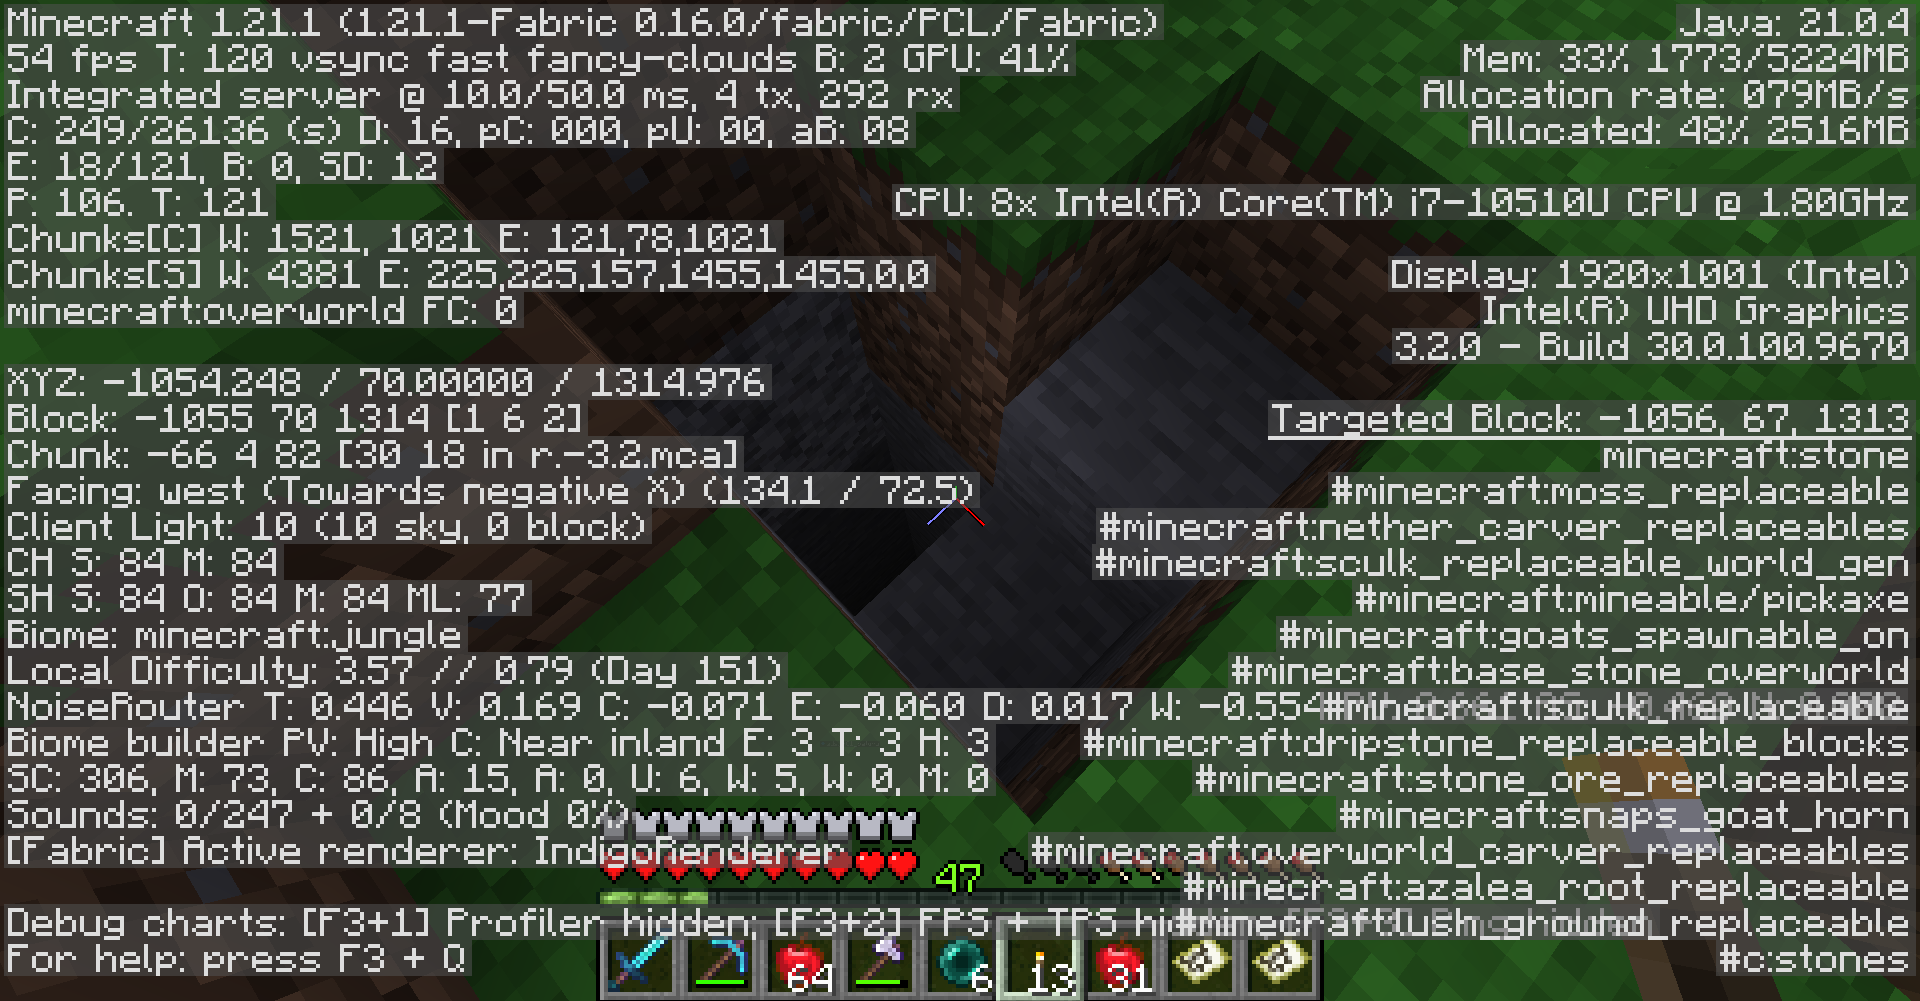 Minecraft 1.21.1 (1.21.1-Fabric 0.16.0/fabric/PCL/Fabric)
54 fps T: 120 vsync fast fancy-clouds B: 2 GPU: 41%
Integrated server @ 10.0/50.0 ms, 4 tx, 292 rx
C: 249/26136 (s) D: 16, pC: 000, pU: 00, aB: 08
E: 18/121, B: 0, SD: 12
P: 106. T: 121
Chunks[C] W: 1521, 1021 E: 121,78,1021
Chunks[S] W: 4381 E: 225,225,157,1455,1455,0,0
minecraft:overworld FC: 0
XYZ: -1054.248 / 70.00000 / 1314.976
Block: -1055 70 1314 [1 6 2]
Chunk: -66 4 82 [30 18 in r.-3.2.mca]
Facing: west (Towards negative X) (134.1 / 72.5)
Client Light: 10 (10 sky, 0 block)
CH S: 84 M: 84
SH S: 84 O: 84 M: 84 ML: 77
Biome: minecraft:jungle
Local Difficulty: 3.57 // 0.79 (Day 151)
NoiseRouter T: 0.446 V: 0.169 C: -0.071 E: -0.060 D: 0.017 W: -0.554
Biome builder PV: High C: Near inland E: 3 T: 3 H: 3
SC: 306, M: 73, C: 86, A: 15, A: 0, U: 6, W: 5, W: 0, M: 0
Sounds: 0/247 + 0/8 (Mood 0%)
[Fabric] Active renderer: IndigoRenderer
Debug charts: [F3+1] Profiler hidden; [F3+2] FPS + TPS
For help: press F3 + Q
Java: 21.0.4
Mem: 33% 1773/5224MB
Allocation rate: 079MB/s
Allocated: 48% 2516MB
CPU: 8x Intel(R) Core(TM) i7-10510U CPU @ 1.80GHz
Display: 1920x1001 (Intel)
Intel(R) UHD Graphics
3.2.0 - Build 30.0.100.9670
Targeted Block: -1056, 67, 1313
minecraft:stone
#minecraft:moss_replaceable
#minecraft:nether_carver_replaceables
#minecraft:sculk_replaceable_world_gen
#minecraft:mineable/pickaxe
#minecraft:goats_spawnable_on
#minecraft:base_stone_overworld
#minecraft:sculk_replaceable
#minecraft:dripstone_replaceable_blocks
#minecraft:stone_ore_replaceables
#minecraft:snaps_goat_horn
#minecraft:overworld_carver_replaceables
#minecraft:azalea_root_replaceable
#minecraft:lush_ground_replaceable
#c:stones
47
64
6
13
31